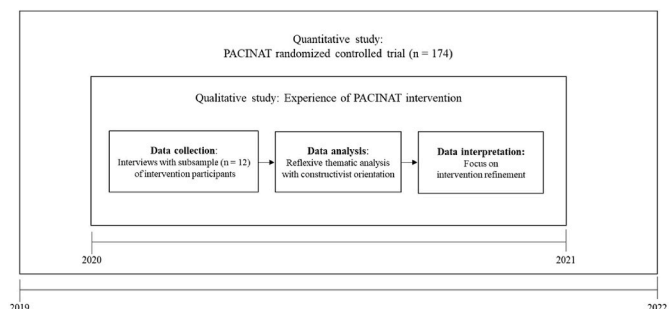 Quantitative study:
PACINAT randomized controlled trial (n = 174)
Qualitative study: Experience of PACINAT intervention
Data collection:
Interviews with subsample (n = 12)
of intervention participants
Data analysis:
Reflexive thematic analysis
with constructivist orientation
Data interpretation:
Focus on
intervention refinement
2020
2021
2019
2022